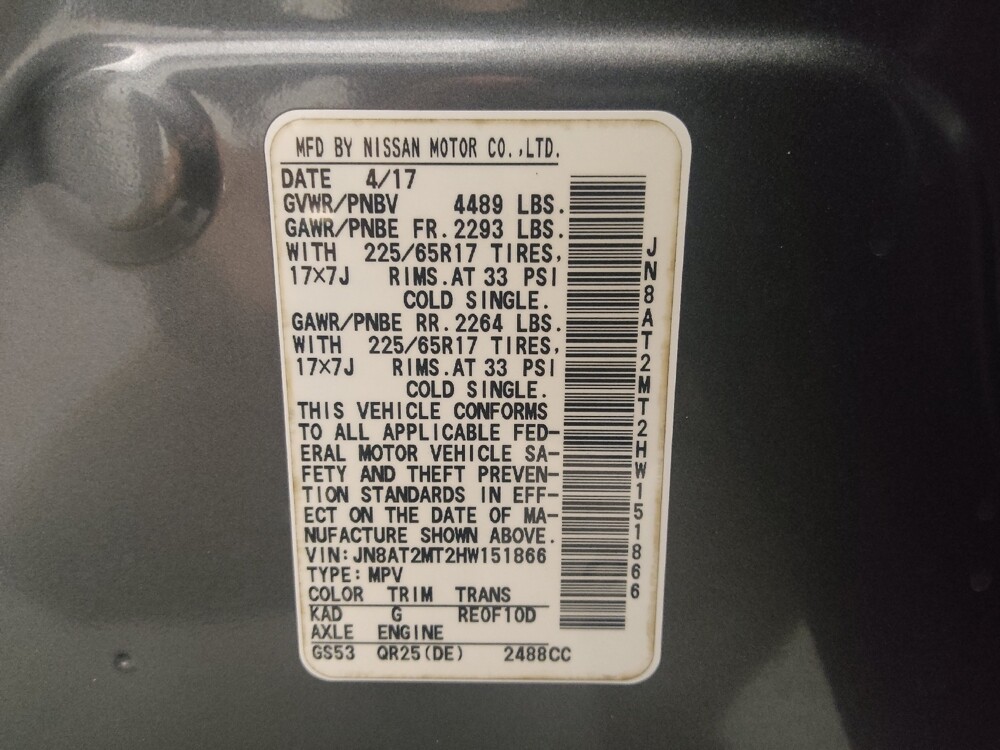 MFD BY NISSAN MOTOR CO.,LTD.
DATE 4/17
GVWR/PNBV 4489 LBS.
GAWR/PNBE FR.2293 LBS.
WITH 225/65R17 TIRES,
17×7J RIMS.AT 33 PSI
COLD SINGLE.
GAWR/PNBE RR.2264 LBS.
WITH 225/65R17 TIRES,
17×7J RIMS.AT 33 PSI
COLD SINGLE.
THIS VEHICLE CONFORMS
TO ALL APPLICABLE FED-
ERAL MOTOR VEHICLE SA-
FETY AND THEFT PREVEN-
TION STANDARDS IN EFF-
ECT ON THE DATE OF MA-
NUFACTURE SHOWN ABOVE.
VIN:JN8AT2MT2HW151866
TYPE:MPV
COLOR TRIM TRANS
KAD G RE0F10D
AXLE ENGINE
GS53 QR25(DE) 2488CC
JN8AT2MT2HW151866